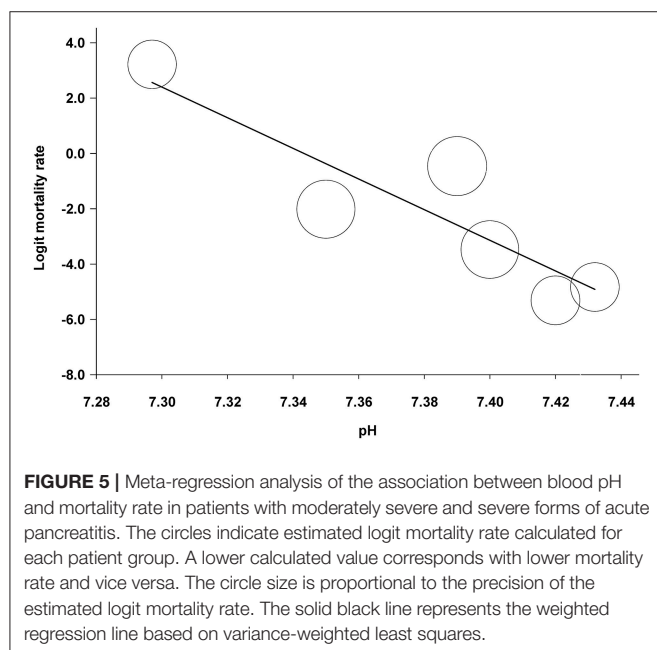 4.0
2.0
0.0
-2.0
-4.0
-6.0
-8.0
Logit mortality rate
7.28 7.30 7.32 7.34 7.36 7.38 7.40 7.42 7.44
pH
FIGURE 5 | Meta-regression analysis of the association between blood pH
and mortality rate in patients with moderately severe and severe forms of acute
pancreatitis. The circles indicate estimated logit mortality rate calculated for
each patient group. A lower calculated value corresponds with lower mortality
rate and vice versa. The circle size is proportional to the precision of the
estimated logit mortality rate. The solid black line represents the weighted
regression line based on variance-weighted least squares.